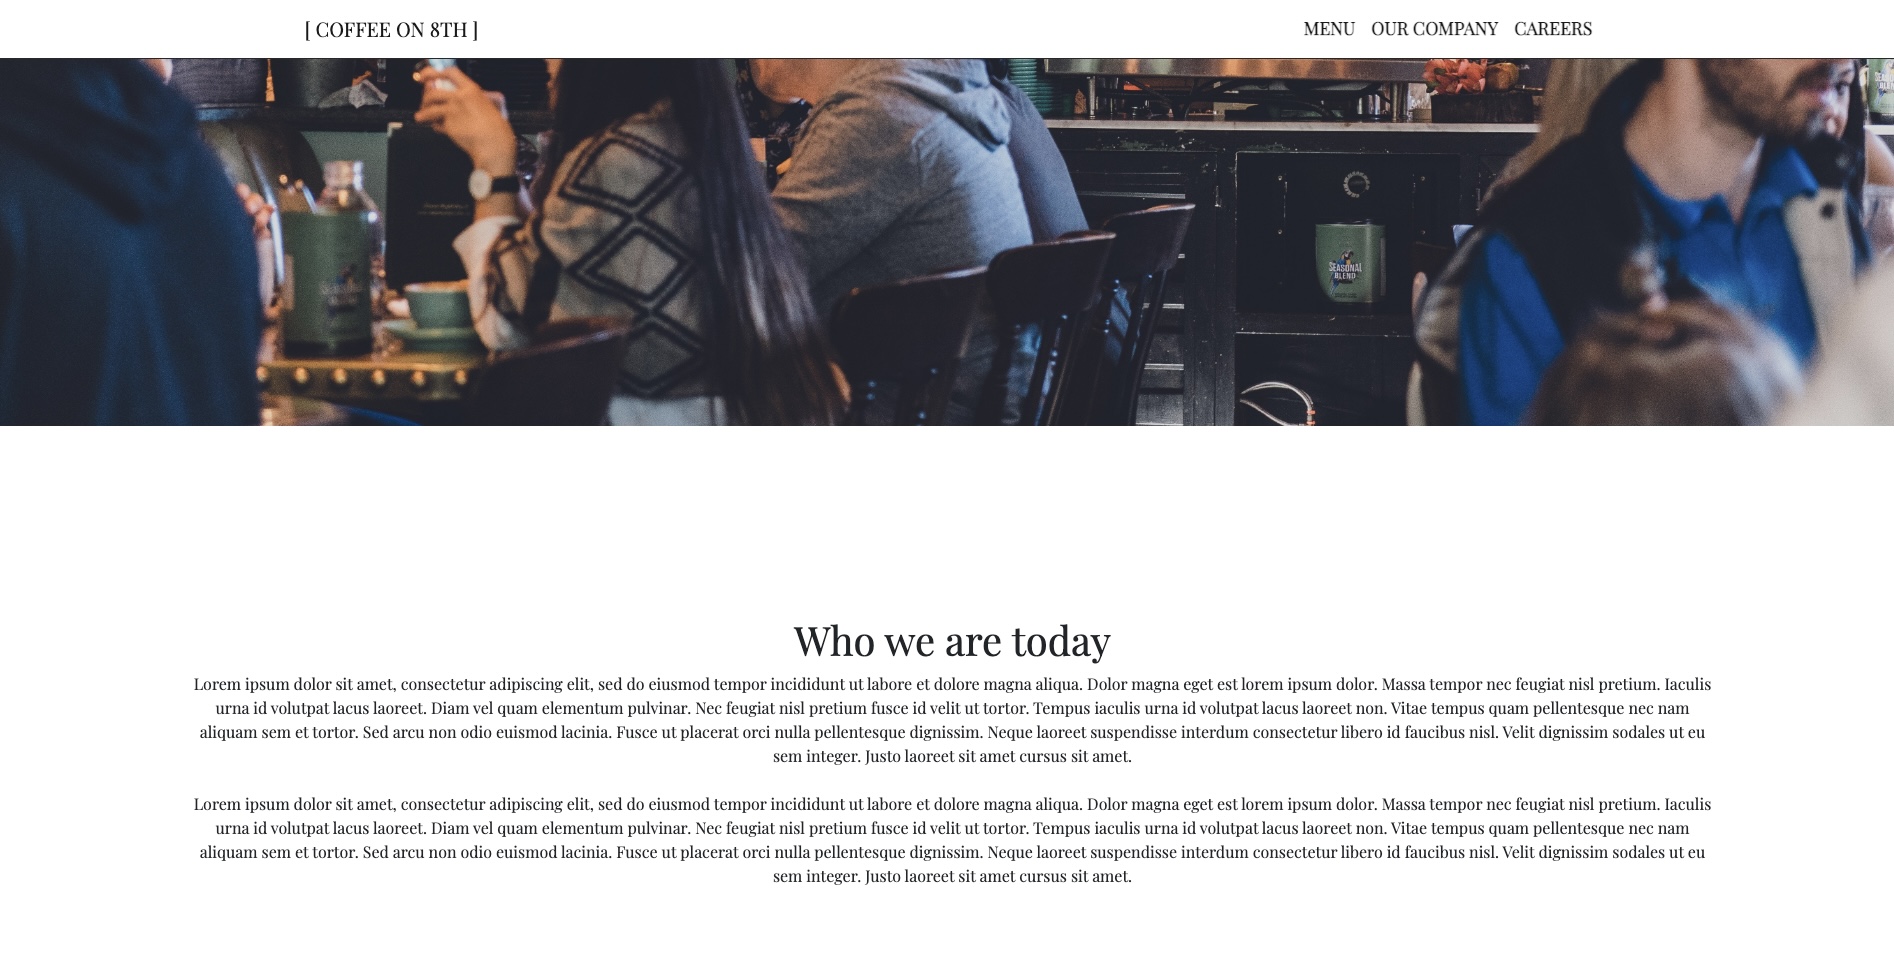 [ COFFEE ON 8TH ]
MENU OUR COMPANY CAREERS
SEASONAL
BLEND
Who we are today
Lorem ipsum dolor sit amet, consectetur adipiscing elit, sed do eiusmod tempor incididunt ut labore et dolore magna aliqua. Dolor magna eget est lorem ipsum dolor. Massa tempor nec feugiat nisl pretium. Iaculis
urna id volutpat lacus laoreet. Diam vel quam elementum pulvinar. Nec feugiat nisl pretium fusce id velit ut tortor. Tempus iaculis urna id volutpat lacus laoreet non. Vitae tempus quam pellentesque nec nam
aliquam sem et tortor. Sed arcu non odio euismod lacinia. Fusce ut placerat orci nulla pellentesque dignissim. Neque laoreet suspendisse interdum consectetur libero id faucibus nisl. Velit dignissim sodales ut eu
sem integer. Justo laoreet sit amet cursus sit amet.
Lorem ipsum dolor sit amet, consectetur adipiscing elit, sed do eiusmod tempor incididunt ut labore et dolore magna aliqua. Dolor magna eget est lorem ipsum dolor. Massa tempor nec feugiat nisl pretium. Iaculis
urna id volutpat lacus laoreet. Diam vel quam elementum pulvinar. Nec feugiat nisl pretium fusce id velit ut tortor. Tempus iaculis urna id volutpat lacus laoreet non. Vitae tempus quam pellentesque nec nam
aliquam sem et tortor. Sed arcu non odio euismod lacinia. Fusce ut placerat orci nulla pellentesque dignissim. Neque laoreet suspendisse interdum consectetur libero id faucibus nisl. Velit dignissim sodales ut eu
sem integer. Justo laoreet sit amet cursus sit amet.